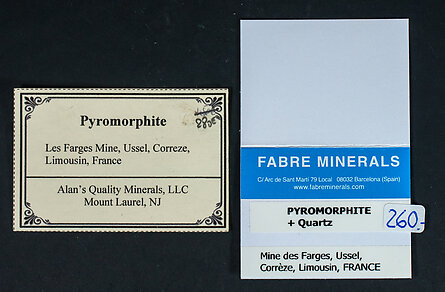 Pyromorphite
Les Farges Mine, Ussel, Correze,
Limousin, France
Alan's Quality Minerals, LLC
Mount Laurel, NJ
FABRE MINERALS
C/ Arc de Sant Martí 79 Local 08032 Barcelona (Spain)
www.fabreminerals.com
PYROMORPHITE
+ Quartz
260.-
Mine des Farges, Ussel,
Corrèze, Limousin, FRANCE